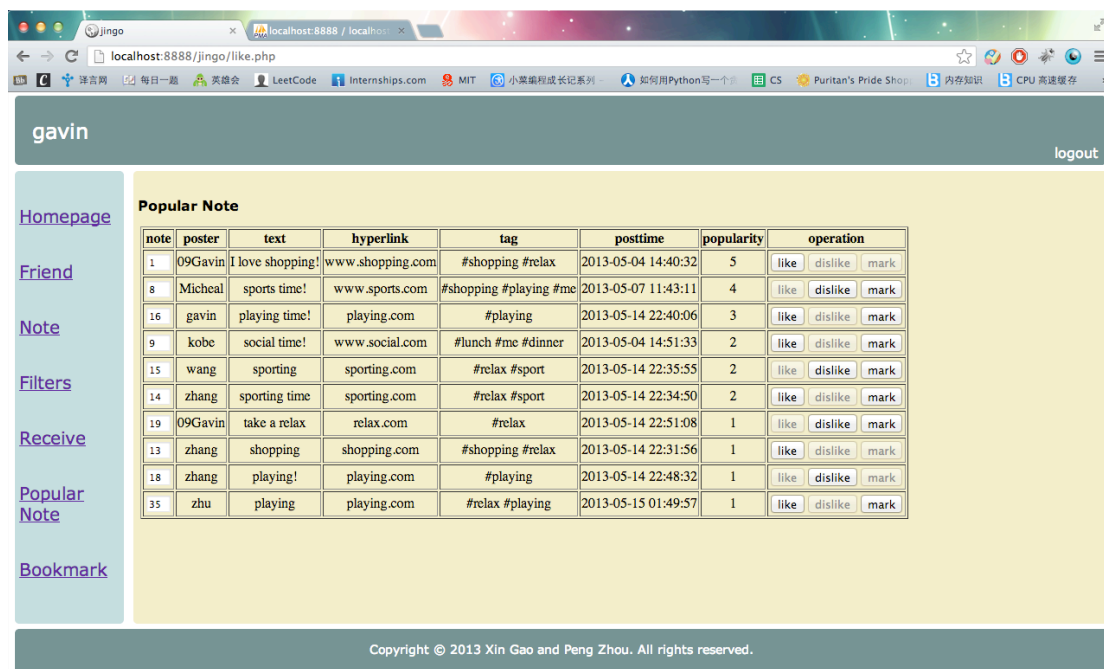 jingo
localhost:8888 / localhost
localhost:8888/jingo/like.php
译言网 每日一题 英雄会 LeetCode Internships.com MIT 小菜编程成长记系列 如何用Python写一个 CS Puritan's Pride Shop 内存知识 CPU 高速缓存
gavin
logout
Homepage
Friend
Note
Filters
Receive
Popular
Note
Bookmark
Popular Note
note poster text hyperlink tag posttime popularity operation
1 09Gavin I love shopping! www.shopping.com #shopping #relax 2013-05-04 14:40:32 5 like dislike mark
8 Micheal sports time! www.sports.com #shopping #playing #me 2013-05-07 11:43:11 4 like dislike mark
16 gavin playing time! playing.com #playing 2013-05-14 22:40:06 3 like dislike mark
9 kobe social time! www.social.com #lunch #me #dinner 2013-05-04 14:51:33 2 like dislike mark
15 wang sporting sporting.com #relax #sport 2013-05-14 22:35:55 2 like dislike mark
14 zhang sporting time sporting.com #relax #sport 2013-05-14 22:34:50 2 like dislike mark
19 09Gavin take a relax relax.com #relax 2013-05-14 22:51:08 1 like dislike mark
13 zhang shopping shopping.com #shopping #relax 2013-05-14 22:31:56 1 like dislike mark
18 zhang playing! playing.com #playing 2013-05-14 22:48:32 1 like dislike mark
35 zhu playing playing.com #relax #playing 2013-05-15 01:49:57 1 like dislike mark
Copyright © 2013 Xin Gao and Peng Zhou. All rights reserved.